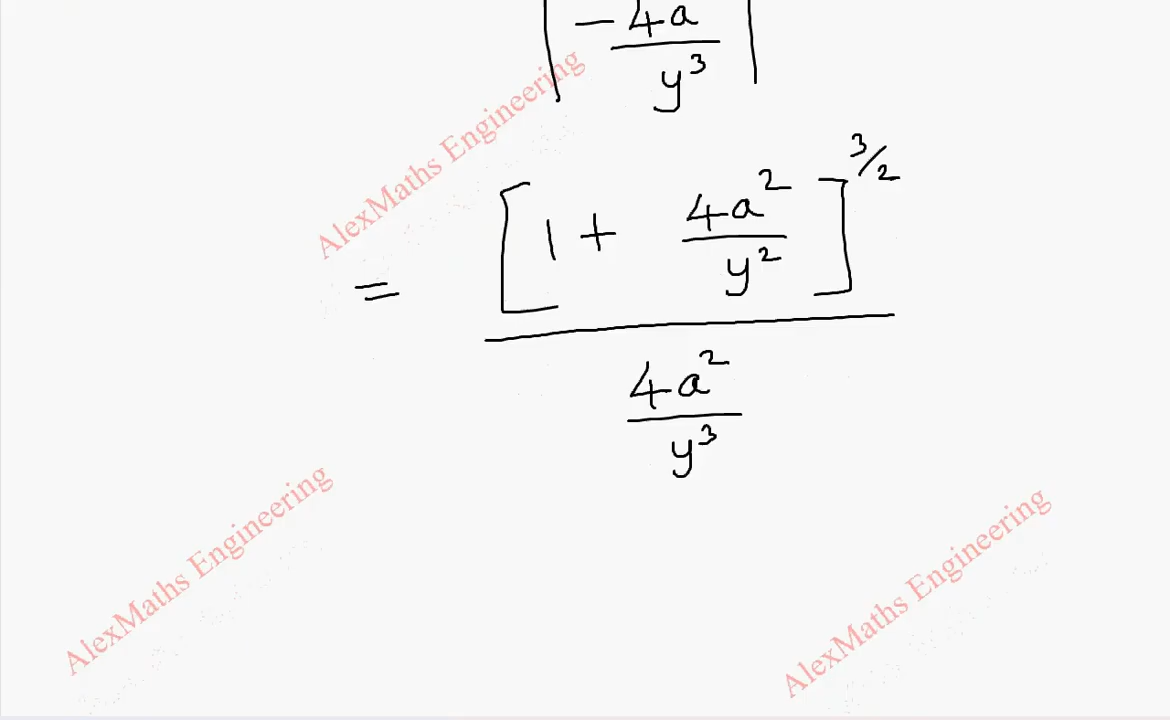 | -4a / y³ |
= [1 + 4a² / y²]^3/2
4a² / y³
AlexMaths Engineering
AlexMaths Engineering
AlexMaths Engineering